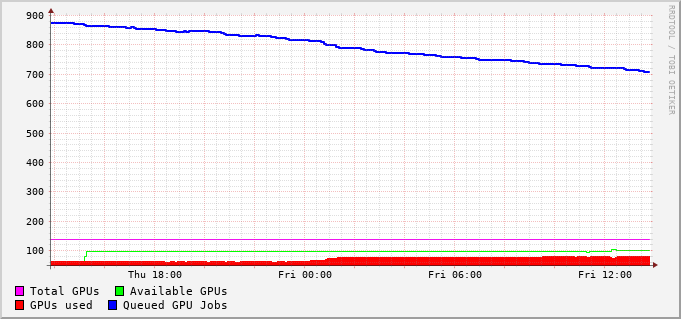 900
800
700
600
500
400
300
200
100
Thu 18:00 Fri 00:00 Fri 06:00 Fri 12:00
Total GPUs Available GPUs
GPUs used Queued GPU Jobs
RRDTOOL / TOBI OETIKER